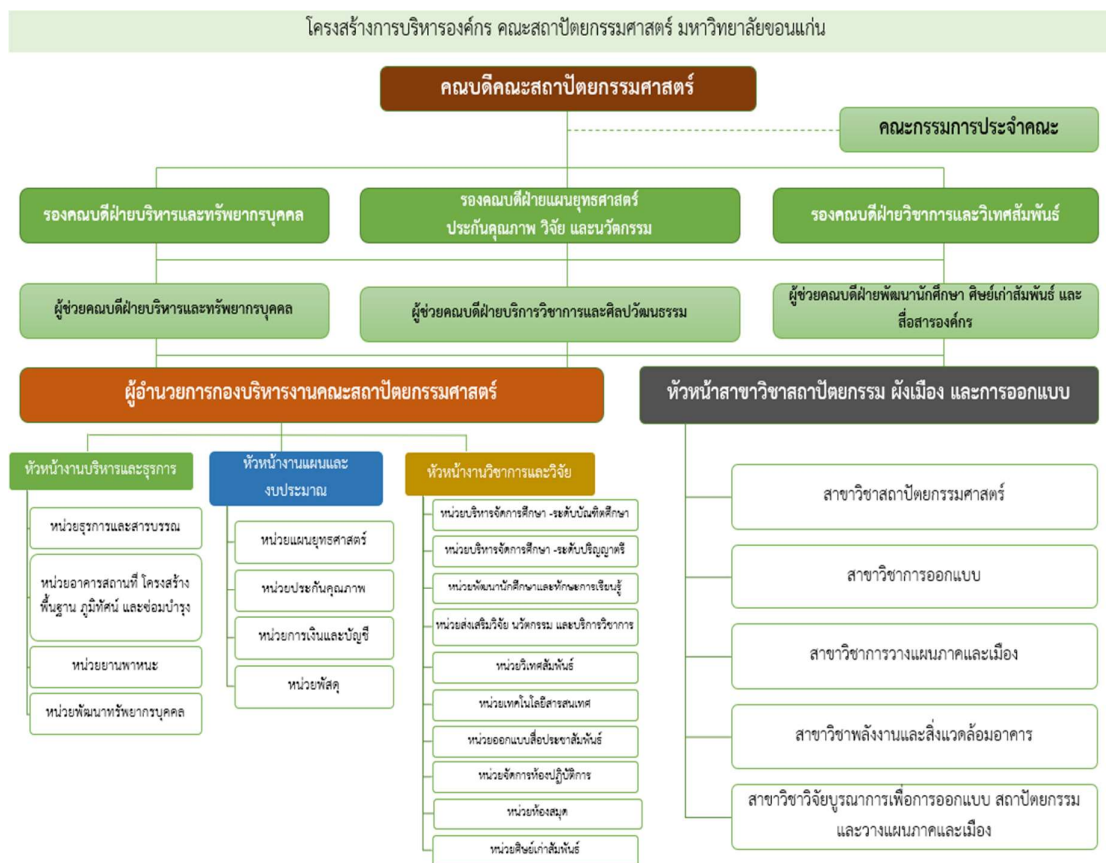 โครงสร้างการบริหารองค์กร คณะสถาปัตยกรรมศาสตร์ มหาวิทยาลัยขอนแก่น
คณบดีคณะสถาปัตยกรรมศาสตร์
คณะกรรมการประจำคณะ
รองคณบดีฝ่ายบริหารและทรัพยากรบุคคล
รองคณบดีฝ่ายแผนยุทธศาสตร์
ประกันคุณภาพ วิจัย และนวัตกรรม
รองคณบดีฝ่ายวิชาการและวิเทศสัมพันธ์
ผู้ช่วยคณบดีฝ่ายบริหารและทรัพยากรบุคคล
ผู้ช่วยคณบดีฝ่ายบริการวิชาการและศิลปวัฒนธรรม
ผู้ช่วยคณบดีฝ่ายพัฒนานักศึกษา ศิษย์เก่าสัมพันธ์ และ
สื่อสารองค์กร
ผู้อำนวยการกองบริหารงานคณะสถาปัตยกรรมศาสตร์
หัวหน้าสาขาวิชาสถาปัตยกรรม ผังเมือง และการออกแบบ
หัวหน้างานบริหารและธุรการ
หน่วยธุรการและสารบรรณ
หน่วยอาคารสถานที่ โครงสร้าง
พื้นฐาน ภูมิทัศน์ และซ่อมบำรุง
หน่วยยานพาหนะ
หน่วยพัฒนาทรัพยากรบุคคล
หัวหน้างานแผนและ
งบประมาณ
หน่วยแผนยุทธศาสตร์
หน่วยประกันคุณภาพ
หน่วยการเงินและบัญชี
หน่วยพัสดุ
หัวหน้างานวิชาการและวิจัย
หน่วยบริหารจัดการศึกษา -ระดับบัณฑิตศึกษา
หน่วยบริหารจัดการศึกษา -ระดับปริญญาตรี
หน่วยพัฒนานักศึกษาและทักษะการเรียนรู้
หน่วยส่งเสริมวิจัย นวัตกรรม และบริการวิชาการ
หน่วยวิเทศสัมพันธ์
หน่วยเทคโนโลยีสารสนเทศ
หน่วยออกแบบสื่อประชาสัมพันธ์
หน่วยจัดการห้องปฏิบัติการ
หน่วยห้องสมุด
หน่วยศิษย์เก่าสัมพันธ์
สาขาวิชาสถาปัตยกรรมศาสตร์
สาขาวิชาการออกแบบ
สาขาวิชาการวางแผนภาคและเมือง
สาขาวิชาพลังงานและสิ่งแวดล้อมอาคาร
สาขาวิชาวิจัยบูรณาการเพื่อการออกแบบ สถาปัตยกรรม
และวางแผนภาคและเมือง